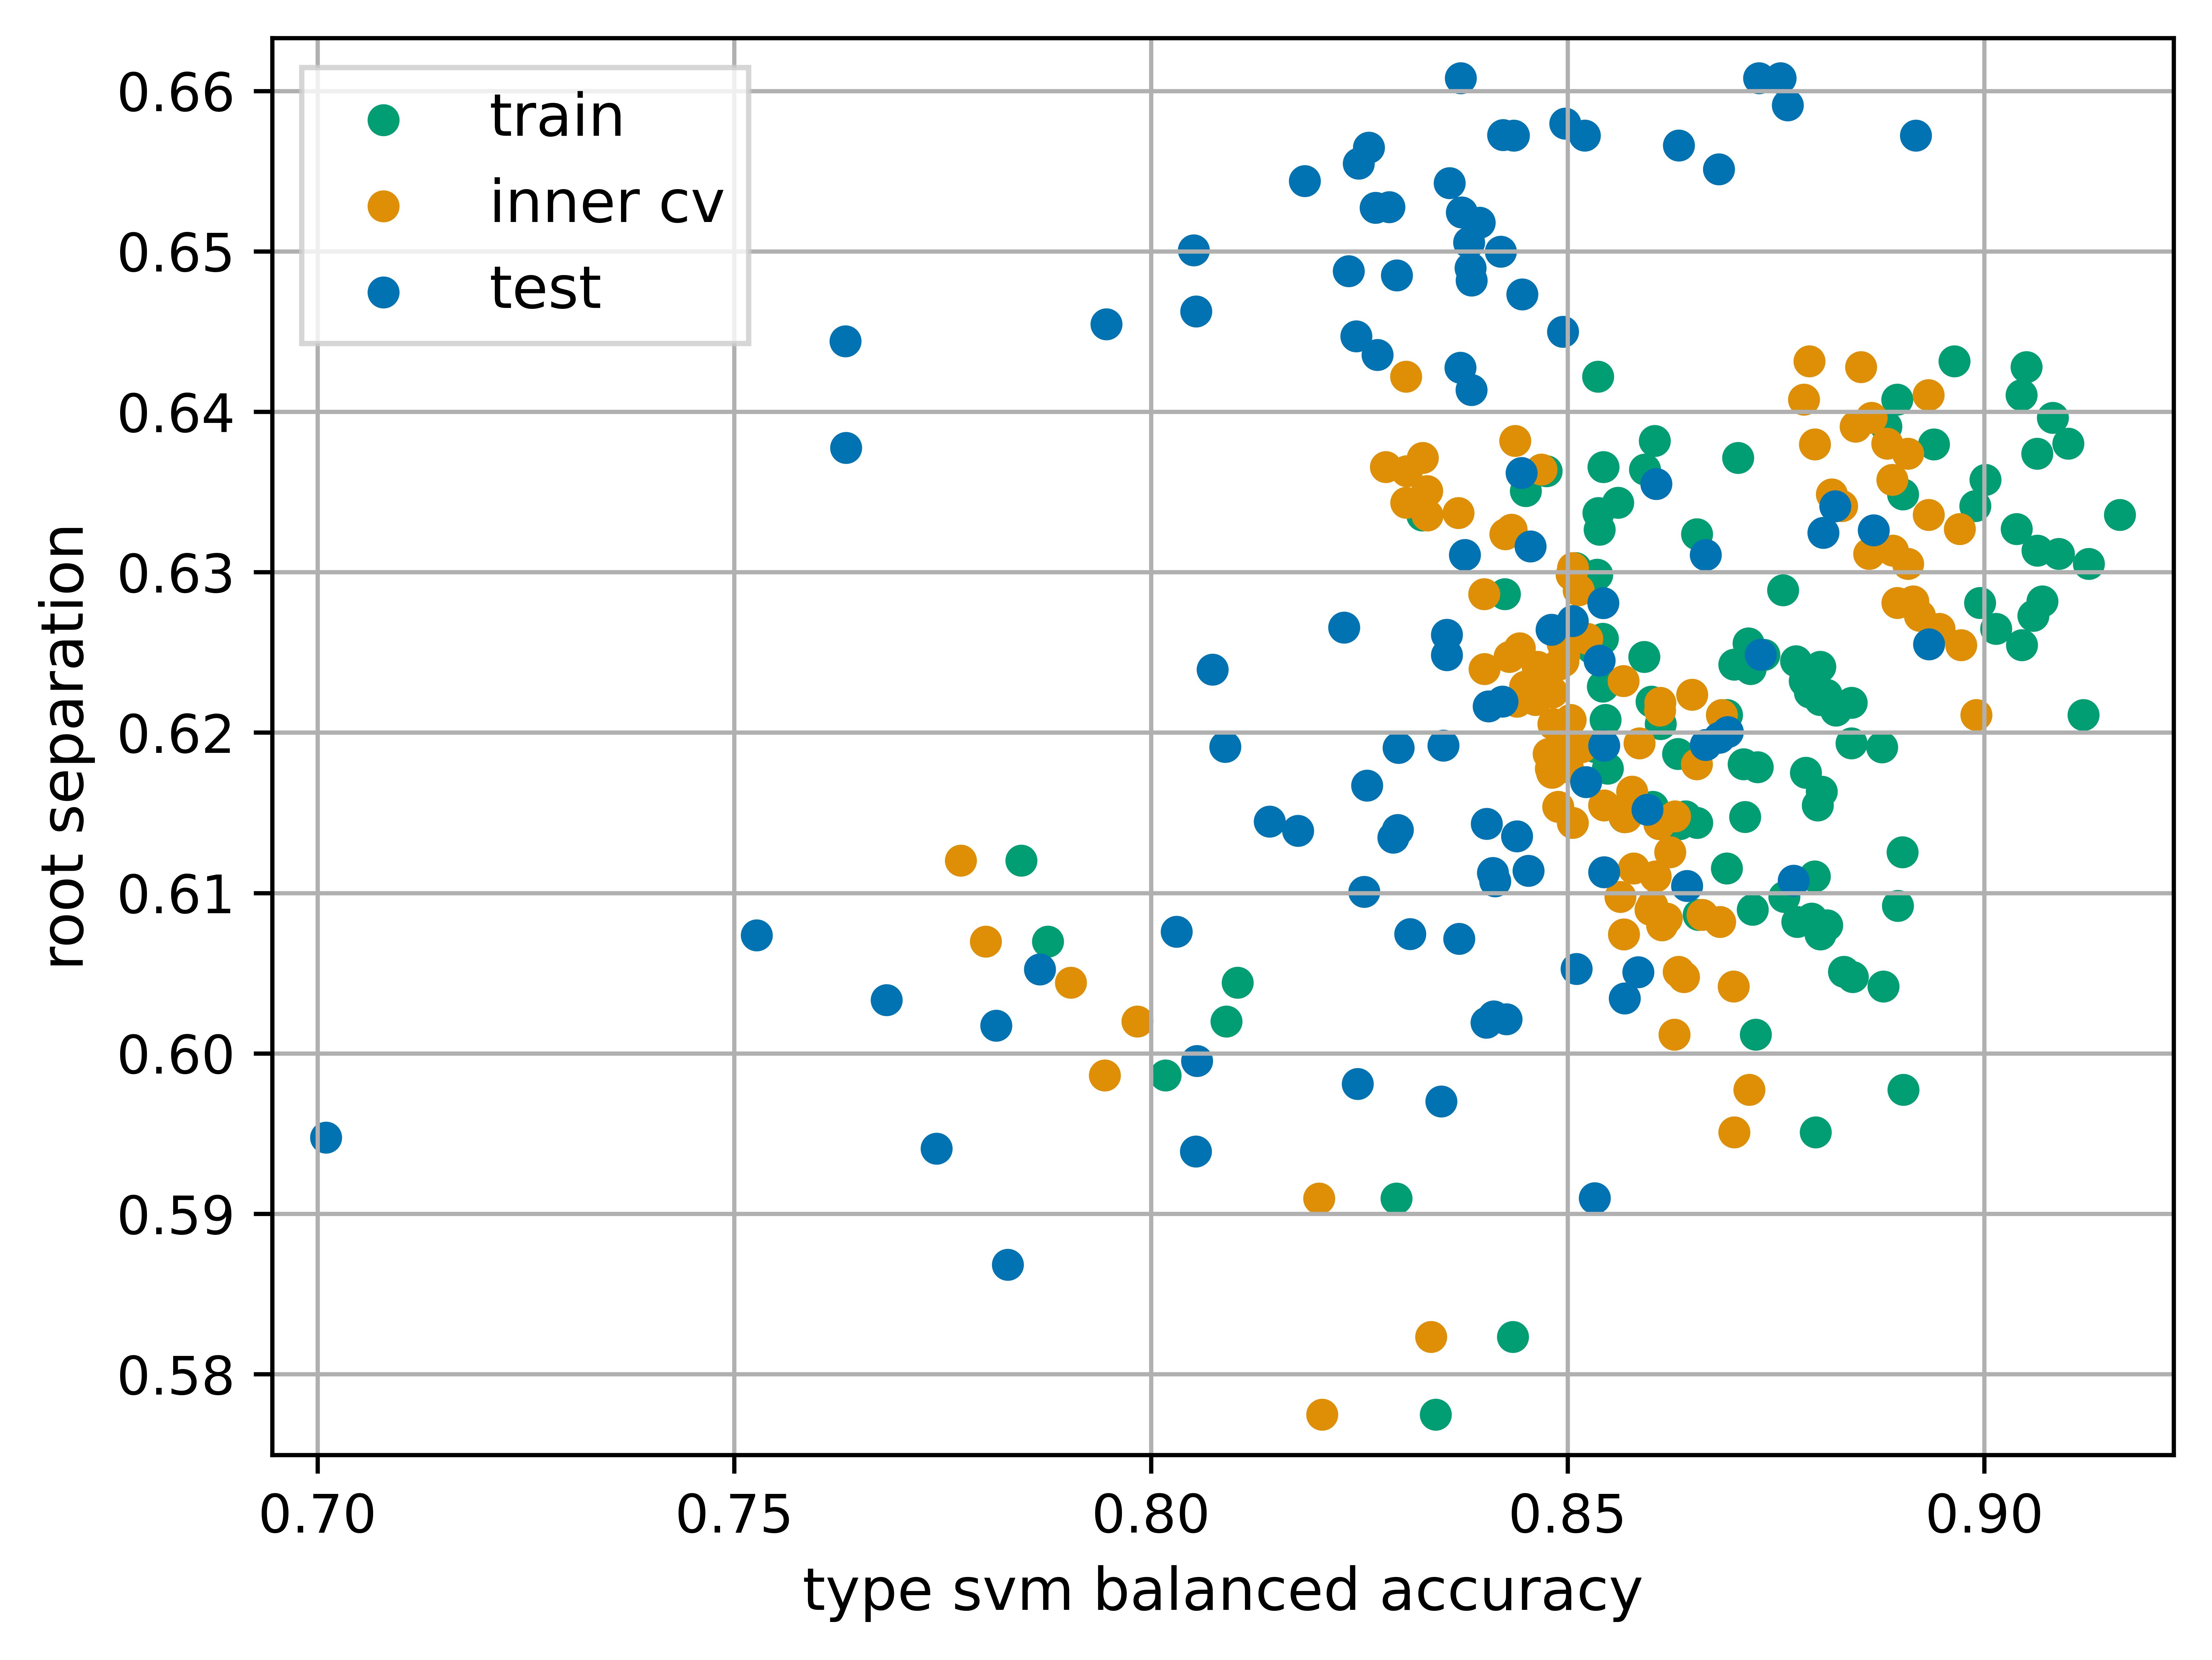 train
inner cv
test
0.66
0.65
0.64
0.63
0.62
0.61
0.60
0.59
0.58
root separation
0.70 0.75 0.80 0.85 0.90
type svm balanced accuracy